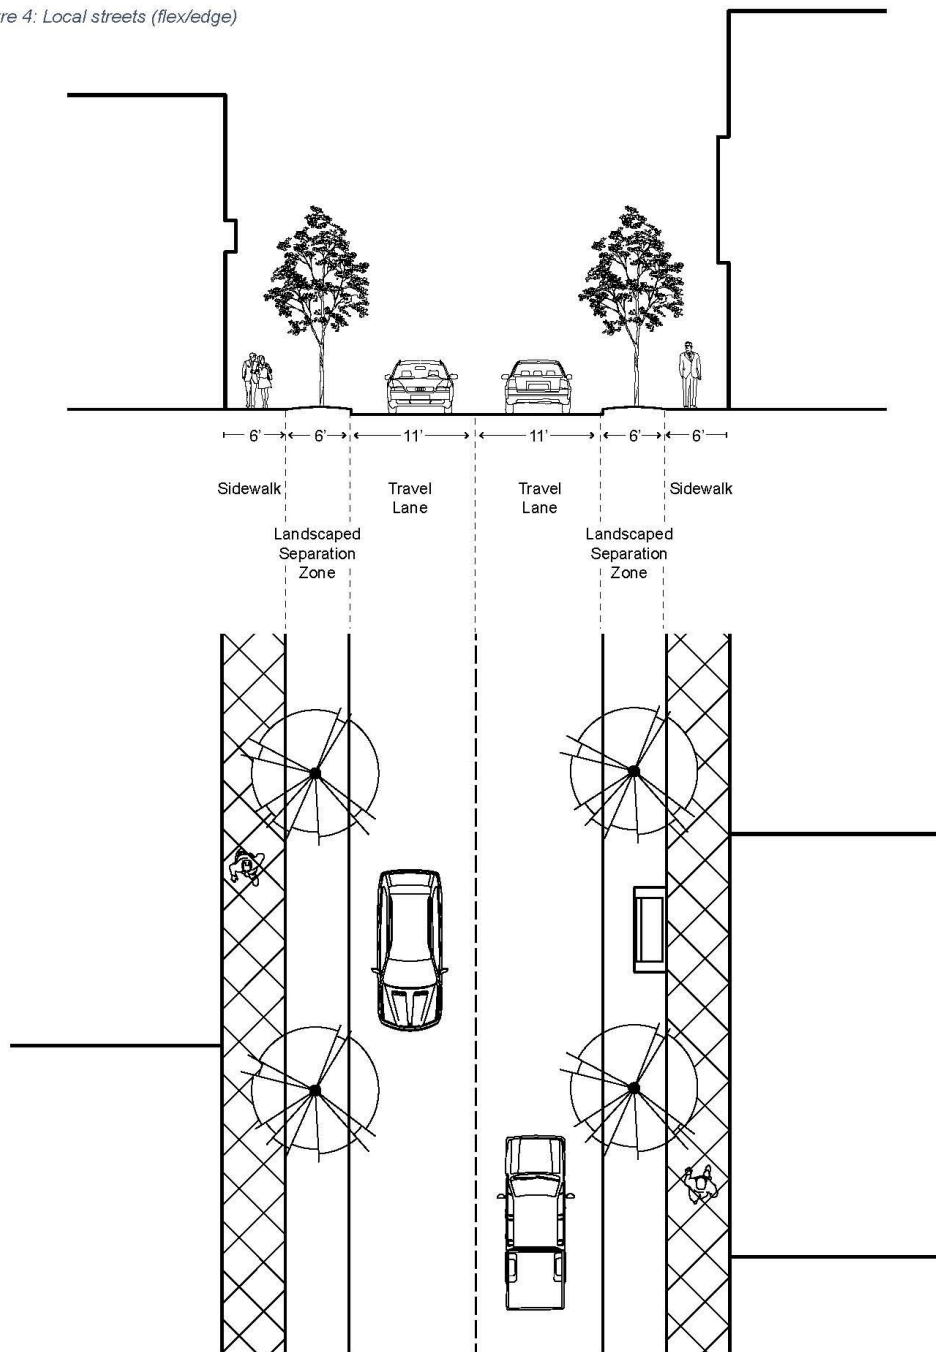 re 4: Local streets (flex/edge)
6' 6' 11' 11' 6' 6'
Sidewalk Travel Travel Sidewalk
Lane Lane
Landscaped Landscaped
Separation Separation
Zone Zone